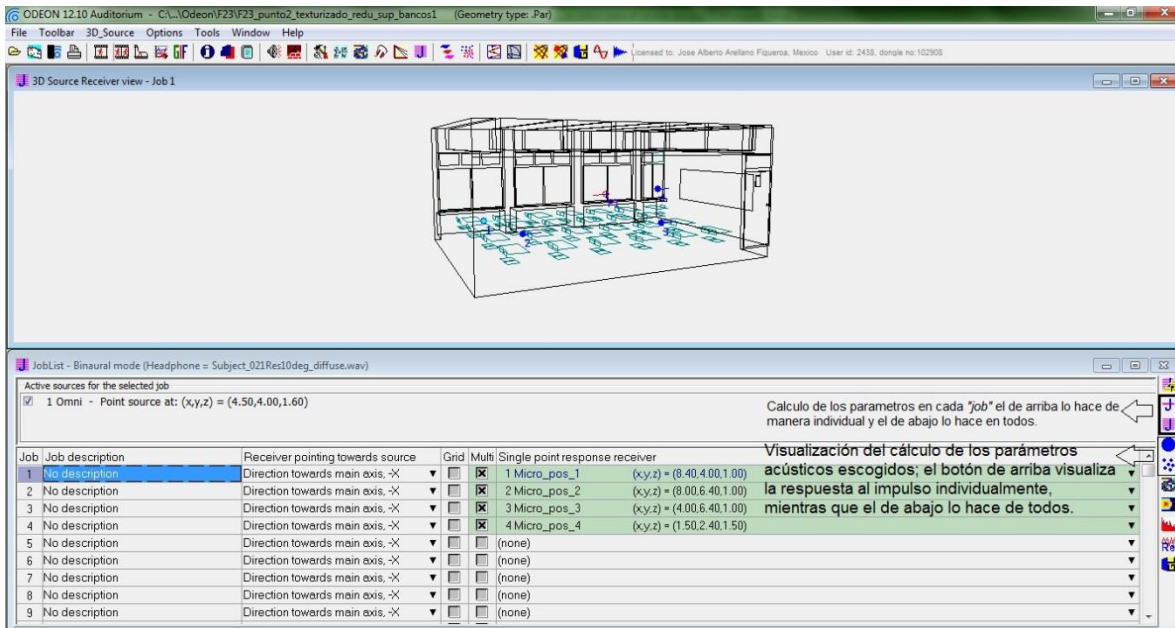 ODEON 12.10 Auditorium - C:\...\Odeon\F23\F23_punto2_texturizado_redu_sup_bancos1 (Geometry type: .Par)
File Toolbar 3D_Source Options Tools Window Help
Licensed to: Jose Alberto Arellano Figueroa, Mexico User id: 2438, dongle no:102908
3D Source Receiver view - Job 1
1
2
3
JobList - Binaural mode (Headphone = Subject_021Res10deg_diffuse.wav)
Active sources for the selected job
1 Omni - Point source at: (x,y,z) = (4.50,4.00,1.60)
Calculo de los parametros en cada "job" el de arriba lo hace de
manera individual y el de abajo lo hace en todos.
Job Job description Receiver pointing towards source Grid Multi Single point response receiver
1 No description Direction towards main axis, -X 1 Micro_pos_1 (x,y,z) = (8.40,4.00,1.00)
2 No description Direction towards main axis, -X 2 Micro_pos_2 (x,y,z) = (8.00,6.40,1.00)
3 No description Direction towards main axis, -X 3 Micro_pos_3 (x,y,z) = (4.00,6.40,1.00)
4 No description Direction towards main axis, -X 4 Micro_pos_4 (x,y,z) = (1.50,2.40,1.50)
5 No description Direction towards main axis, -X (none)
6 No description Direction towards main axis, -X (none)
7 No description Direction towards main axis, -X (none)
8 No description Direction towards main axis, -X (none)
9 No description Direction towards main axis, -X (none)
Visualización del cálculo de los parámetros
acústicos escogidos; el botón de arriba visualiza
la respuesta al impulso individualmente,
mientras que el de abajo lo hace de todos.